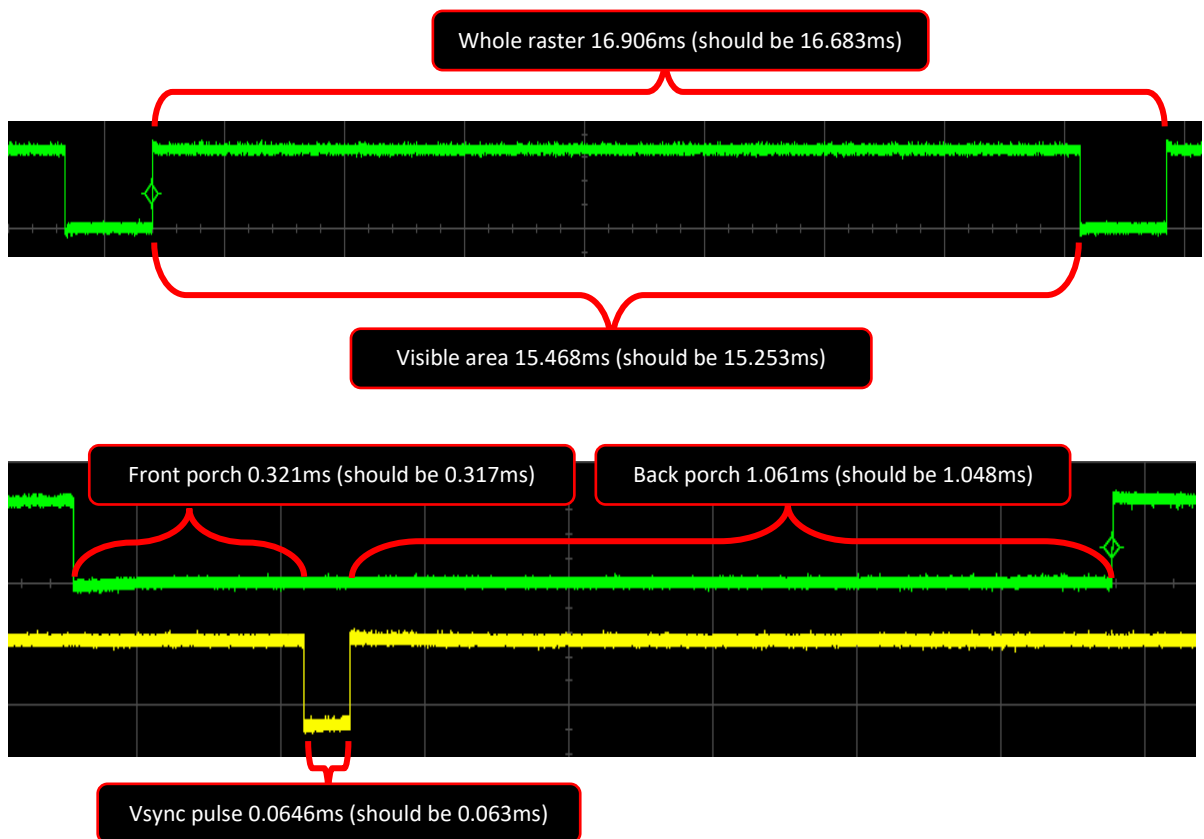 Whole raster 16.906ms (should be 16.683ms)
Visible area 15.468ms (should be 15.253ms)
Front porch 0.321ms (should be 0.317ms)
Back porch 1.061ms (should be 1.048ms)
Vsync pulse 0.0646ms (should be 0.063ms)